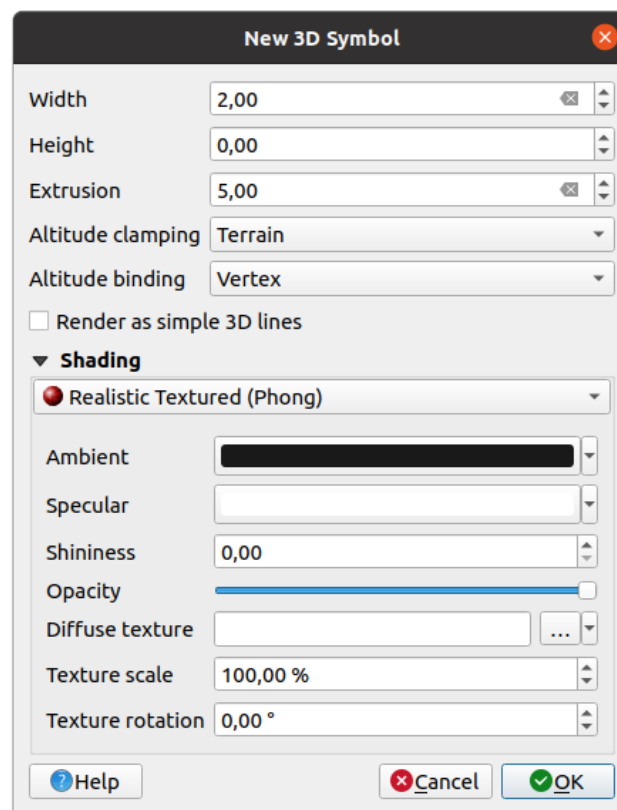 New 3D Symbol
Width 2,00
Height 0,00
Extrusion 5,00
Altitude clamping Terrain
Altitude binding Vertex
Render as simple 3D lines
Shading
Realistic Textured (Phong)
Ambient
Specular
Shininess 0,00
Opacity
Diffuse texture ...
Texture scale 100,00 %
Texture rotation 0,00 °
Help Cancel OK